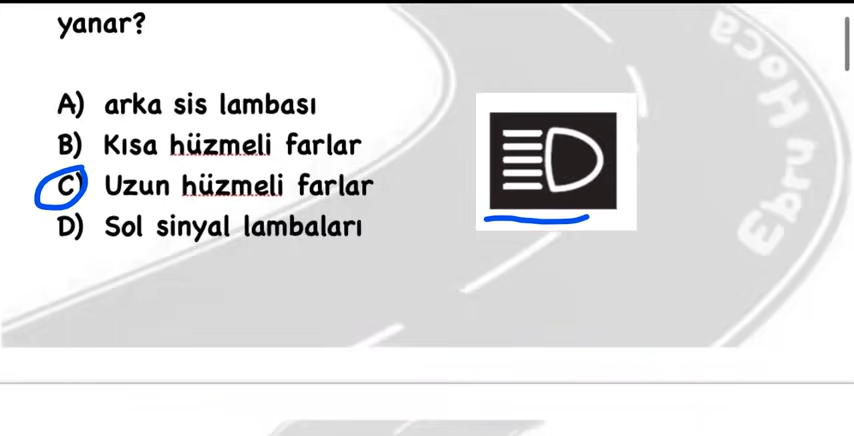 yanar?
A) arka sis lambası
B) Kısa hüzmeli farlar
C) Uzun hüzmeli farlar
D) Sol sinyal lambaları
Ebru Hoca